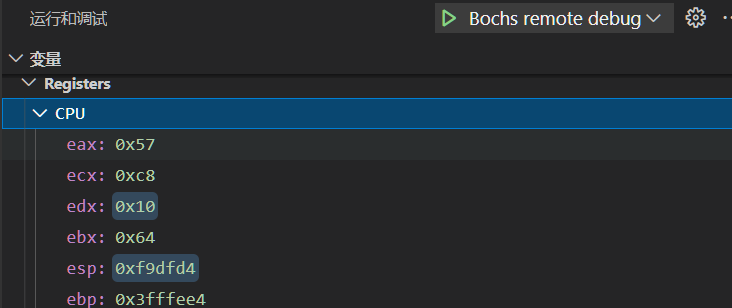 运行和调试 Bochs remote debug
变量
Registers
CPU
eax: 0x57
ecx: 0xc8
edx: 0x10
ebx: 0x64
esp: 0xf9dfd4
ebp: 0x3fffee4